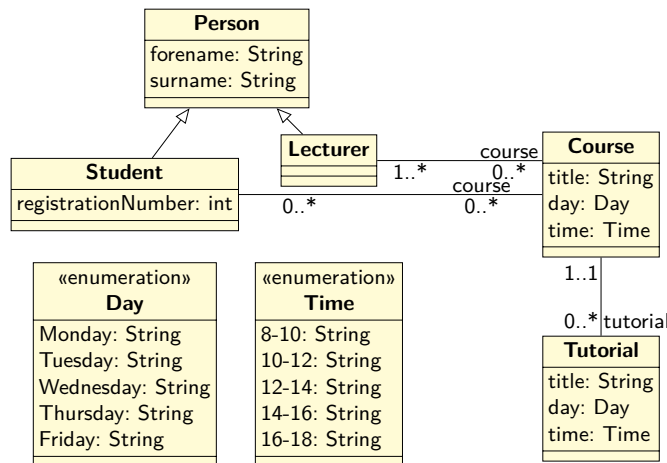 Person
forename: String
surname: String
Lecturer
Student
registrationNumber: int
course
1..*
0..*
course
0..*
0..*
Course
title: String
day: Day
time: Time
1..1
0..* tutorial
Tutorial
title: String
day: Day
time: Time
«enumeration»
Day
Monday: String
Tuesday: String
Wednesday: String
Thursday: String
Friday: String
«enumeration»
Time
8-10: String
10-12: String
12-14: String
14-16: String
16-18: String